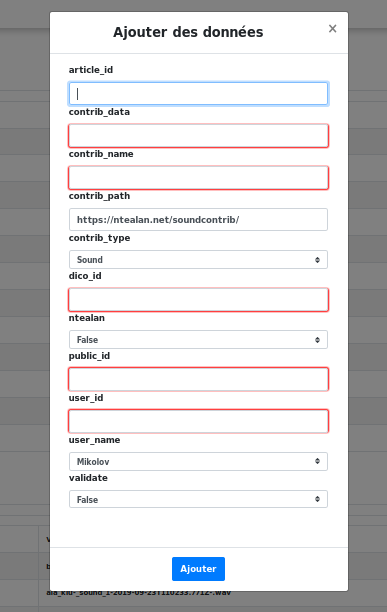 Ajouter des données
×
article_id
contrib_data
contrib_name
contrib_path
https://ntealan.net/soundcontrib/
contrib_type
Sound
dico_id
ntealan
False
public_id
user_id
user_name
Mikolov
validate
False
Ajouter